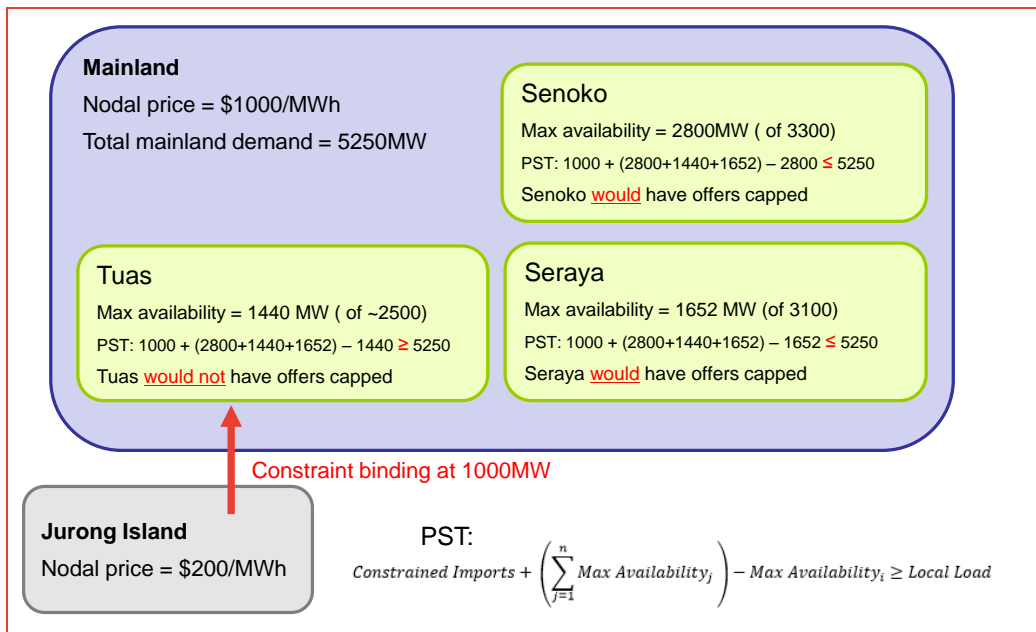 Mainland
Nodal price = $1000/MWh
Total mainland demand = 5250MW
Senoko
Max availability = 2800MW ( of 3300)
PST: 1000 + (2800+1440+1652) – 2800 ≤ 5250
Senoko would have offers capped
Tuas
Max availability = 1440 MW ( of ~2500)
PST: 1000 + (2800+1440+1652) – 1440 ≥ 5250
Tuas would not have offers capped
Seraya
Max availability = 1652 MW (of 3100)
PST: 1000 + (2800+1440+1652) – 1652 ≤ 5250
Seraya would have offers capped
Constraint binding at 1000MW
Jurong Island
Nodal price = $200/MWh
PST:
Constrained Imports + (∑ⁿⱼ₌₁ Max Availabilityⱼ) − Max Availabilityᵢ ≥ Local Load